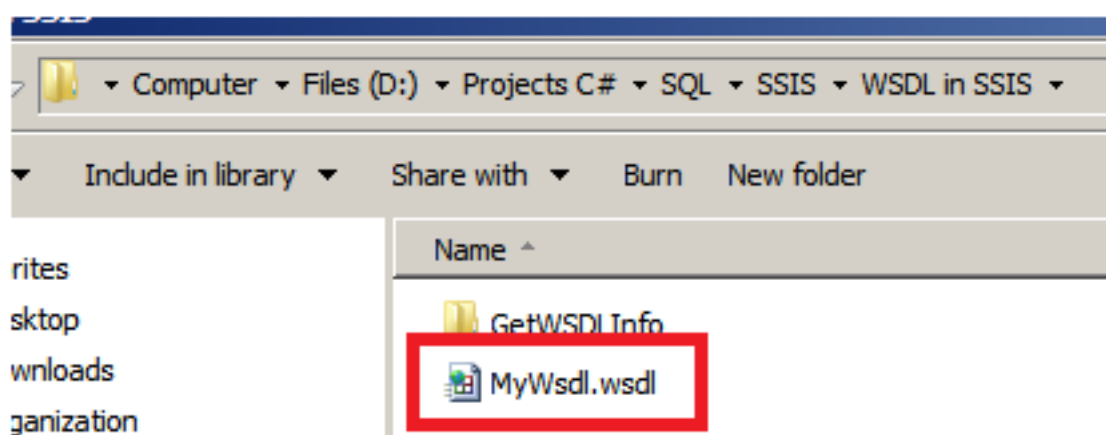 SSIS
Computer Files (D:) Projects C# SQL SSIS WSDL in SSIS
Include in library Share with Burn New folder
Name
rites
sktop
wnloads
ganization
GetWSDLInfo
MyWsdl.wsdl